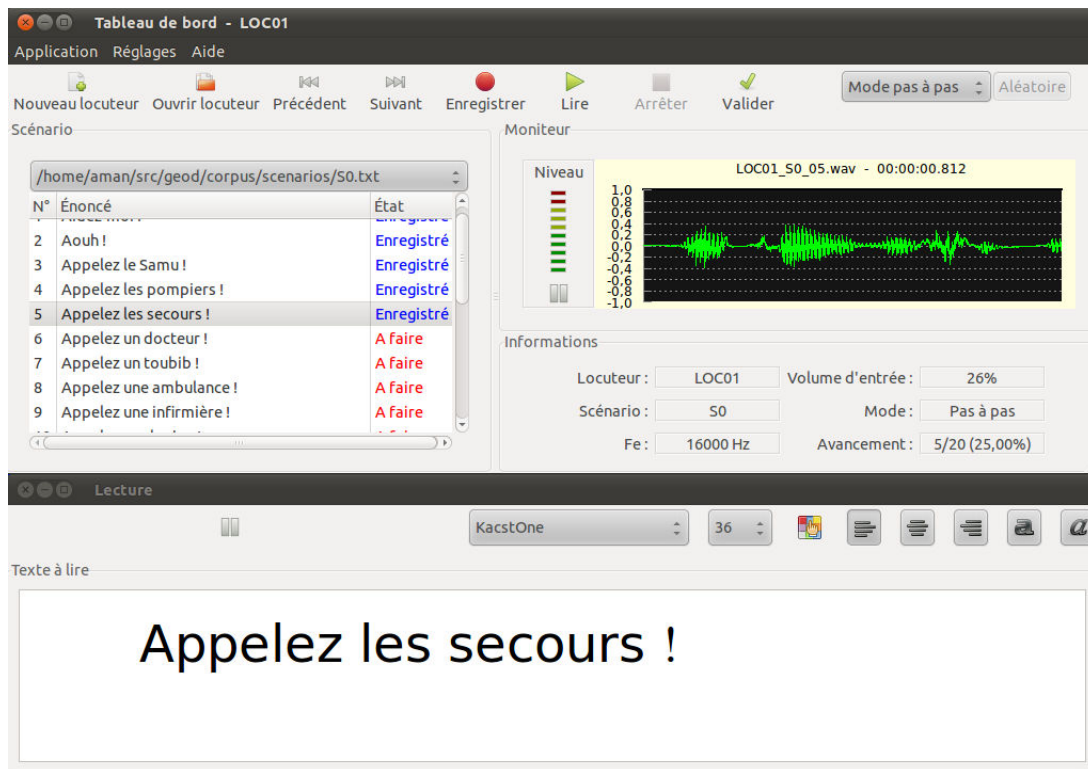 Tableau de bord - LOC01
Application Réglages Aide
Nouveau locuteur Ouvrir locuteur Précédent Suivant Enregistrer Lire Arrêter Valider Mode pas à pas Aléatoire
Scénario
/home/aman/src/geod/corpus/scenarios/S0.txt
N° Énoncé État
2 Aouh ! Enregistré
3 Appelez le Samu ! Enregistré
4 Appelez les pompiers ! Enregistré
5 Appelez les secours ! Enregistré
6 Appelez un docteur ! A faire
7 Appelez un toubib ! A faire
8 Appelez une ambulance ! A faire
9 Appelez une infirmière ! A faire
Moniteur
Niveau
LOC01_S0_05.wav - 00:00:00.812
1,0
0,8
0,6
0,4
0,2
0,0
-0,2
-0,4
-0,6
-0,8
-1,0
Informations
Locuteur : LOC01 Volume d'entrée : 26%
Scénario : S0 Mode : Pas à pas
Fe : 16000 Hz Avancement : 5/20 (25,00%)
Lecture
KacstOne 36 a a
Texte à lire
Appelez les secours !